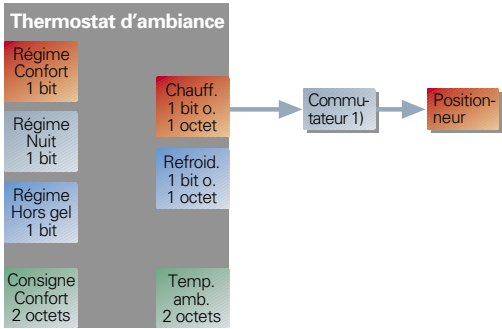 Thermostat d'ambiance
Régime
Confort
1 bit
Régime
Nuit
1 bit
Régime
Hors gel
1 bit
Consigne
Confort
2 octets
Chauff.
1 bit o.
1 octet
Refroid.
1 bit o.
1 octet
Temp.
amb.
2 octets
Commu-
tateur 1)
Position-
neur